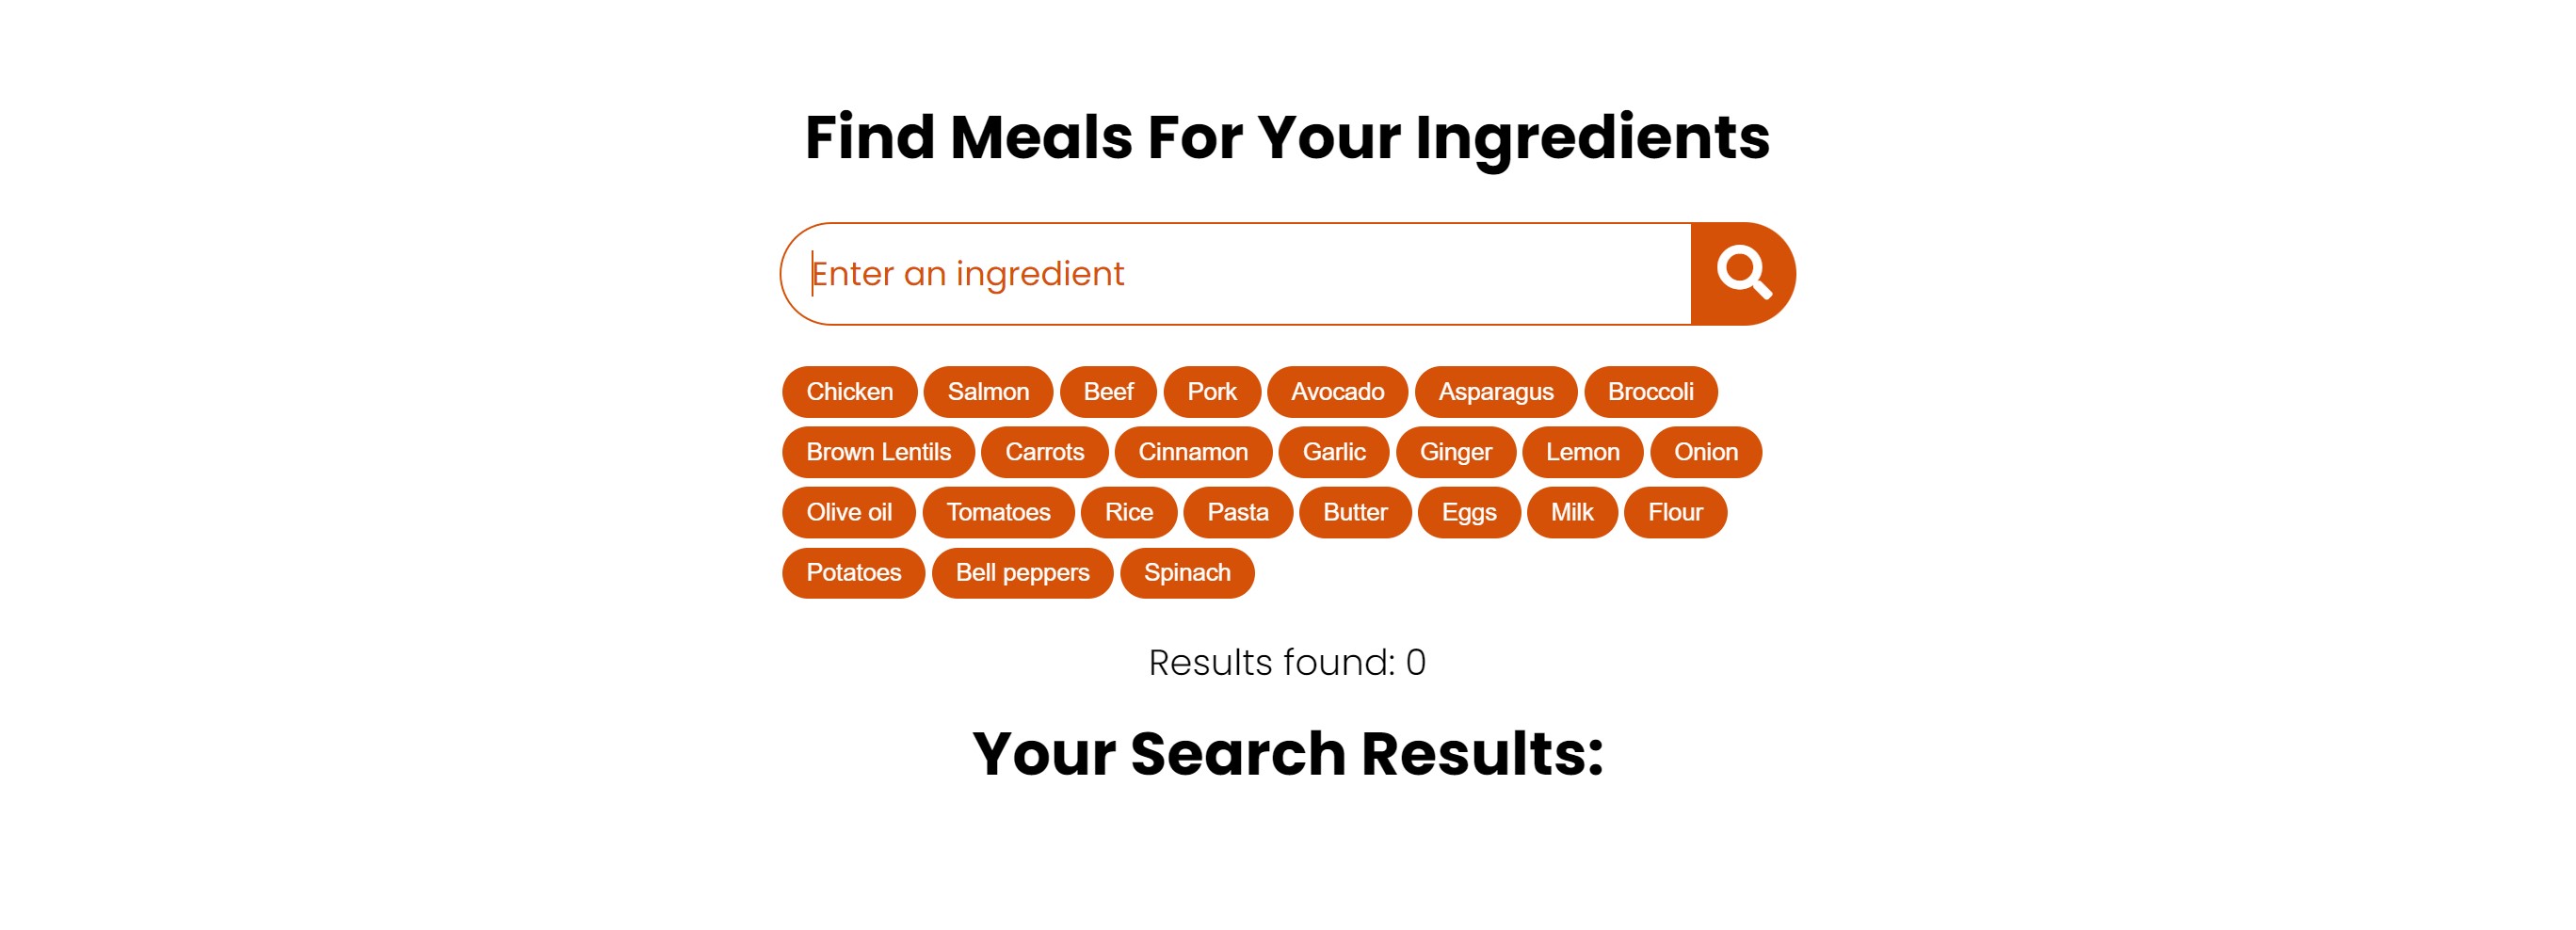 Find Meals For Your Ingredients
Enter an ingredient
Chicken Salmon Beef Pork Avocado Asparagus Broccoli
Brown Lentils Carrots Cinnamon Garlic Ginger Lemon Onion
Olive oil Tomatoes Rice Pasta Butter Eggs Milk Flour
Potatoes Bell peppers Spinach
Results found: 0
Your Search Results: